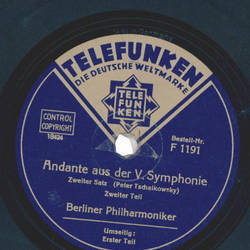 TELEFUNKEN
DIE DEUTSCHE WELTMARKE
TELE
FUN
KEN
CONTROL
COPYRIGHT
18424
Bestell-Nr.
F 1191
Andante aus der V. Symphonie
Zweiter Satz (Peter Tschaikowsky)
Zweiter Teil
Berliner Philharmoniker
Umseitig:
Erster Teil